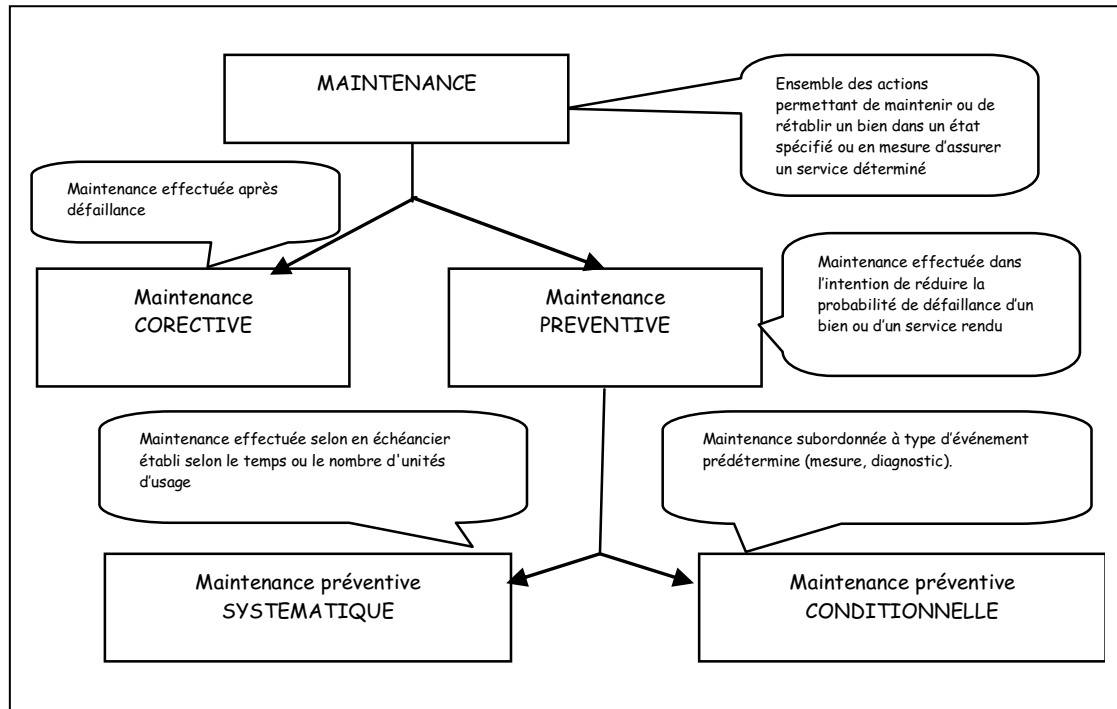 MAINTENANCE
Ensemble des actions
permettant de maintenir ou de
rétablir un bien dans un état
spécifié ou en mesure d'assurer
un service déterminé
Maintenance effectuée après
défaillance
Maintenance
CORECTIVE
Maintenance
PREVENTIVE
Maintenance effectuée dans
l'intention de réduire la
probabilité de défaillance d'un
bien ou d'un service rendu
Maintenance effectuée selon en échéancier
établi selon le temps ou le nombre d'unités
d'usage
Maintenance subordonnée à type d'événement
prédétermine (mesure, diagnostic).
Maintenance préventive
SYSTEMATIQUE
Maintenance préventive
CONDITIONNELLE